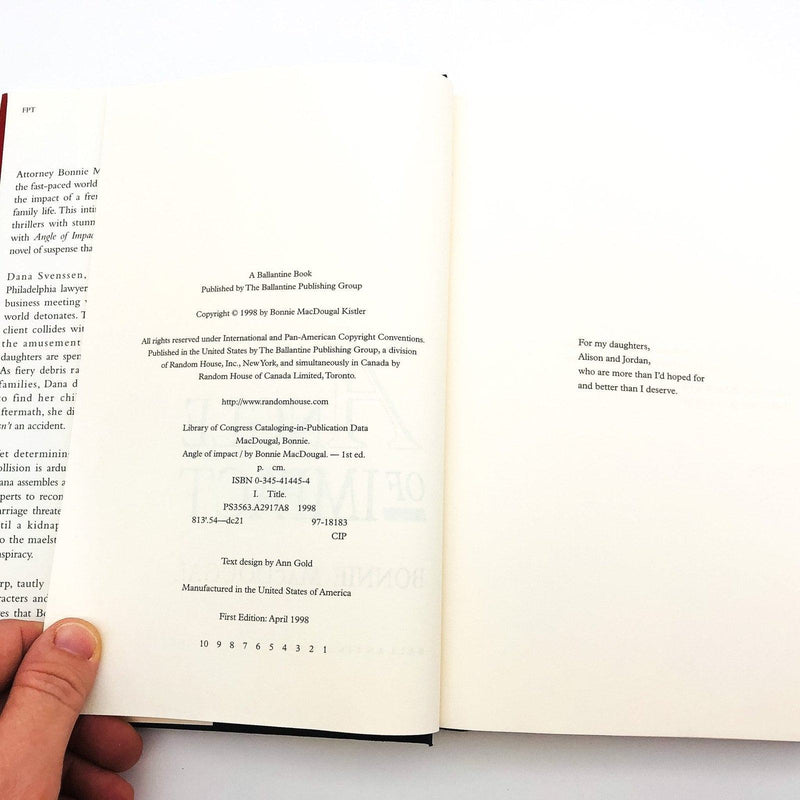 FPT
Attorney Bonnie M
the fast-paced world
the impact of a fre
family life. This inti
thrillers with stunn
with Angle of Impac
novel of suspense tha
Dana Svenssen,
Philadelphia lawyer
business meeting
world detonates. T
client collides wit
the amusement
daughters are spen
As fiery debris ra
families, Dana d
to find her chil
aftermath, she di
sn't an accident.
et determinin
ollision is ardu
ana assembles a
perts to recon
arriage threate
til a kidnap
o the maelst
nspiracy.
rp, tautly
racters and
es that Bo
A Ballantine Book
Published by The Ballantine Publishing Group
Copyright © 1998 by Bonnie MacDougal Kistler
All rights reserved under International and Pan-American Copyright Conventions.
Published in the United States by The Ballantine Publishing Group, a division
of Random House, Inc., New York, and simultaneously in Canada by
Random House of Canada Limited, Toronto.
http://www.randomhouse.com
Library of Congress Cataloging-in-Publication Data
MacDougal, Bonnie.
Angle of impact / by Bonnie MacDougal. — 1st ed.
p. cm.
ISBN 0-345-41445-4
I. Title.
PS3563.A2917A8 1998
813'.54—dc21 97-18183
CIP
Text design by Ann Gold
Manufactured in the United States of America
First Edition: April 1998
10 9 8 7 6 5 4 3 2 1
For my daughters,
Alison and Jordan,
who are more than I'd hoped for
and better than I deserve.